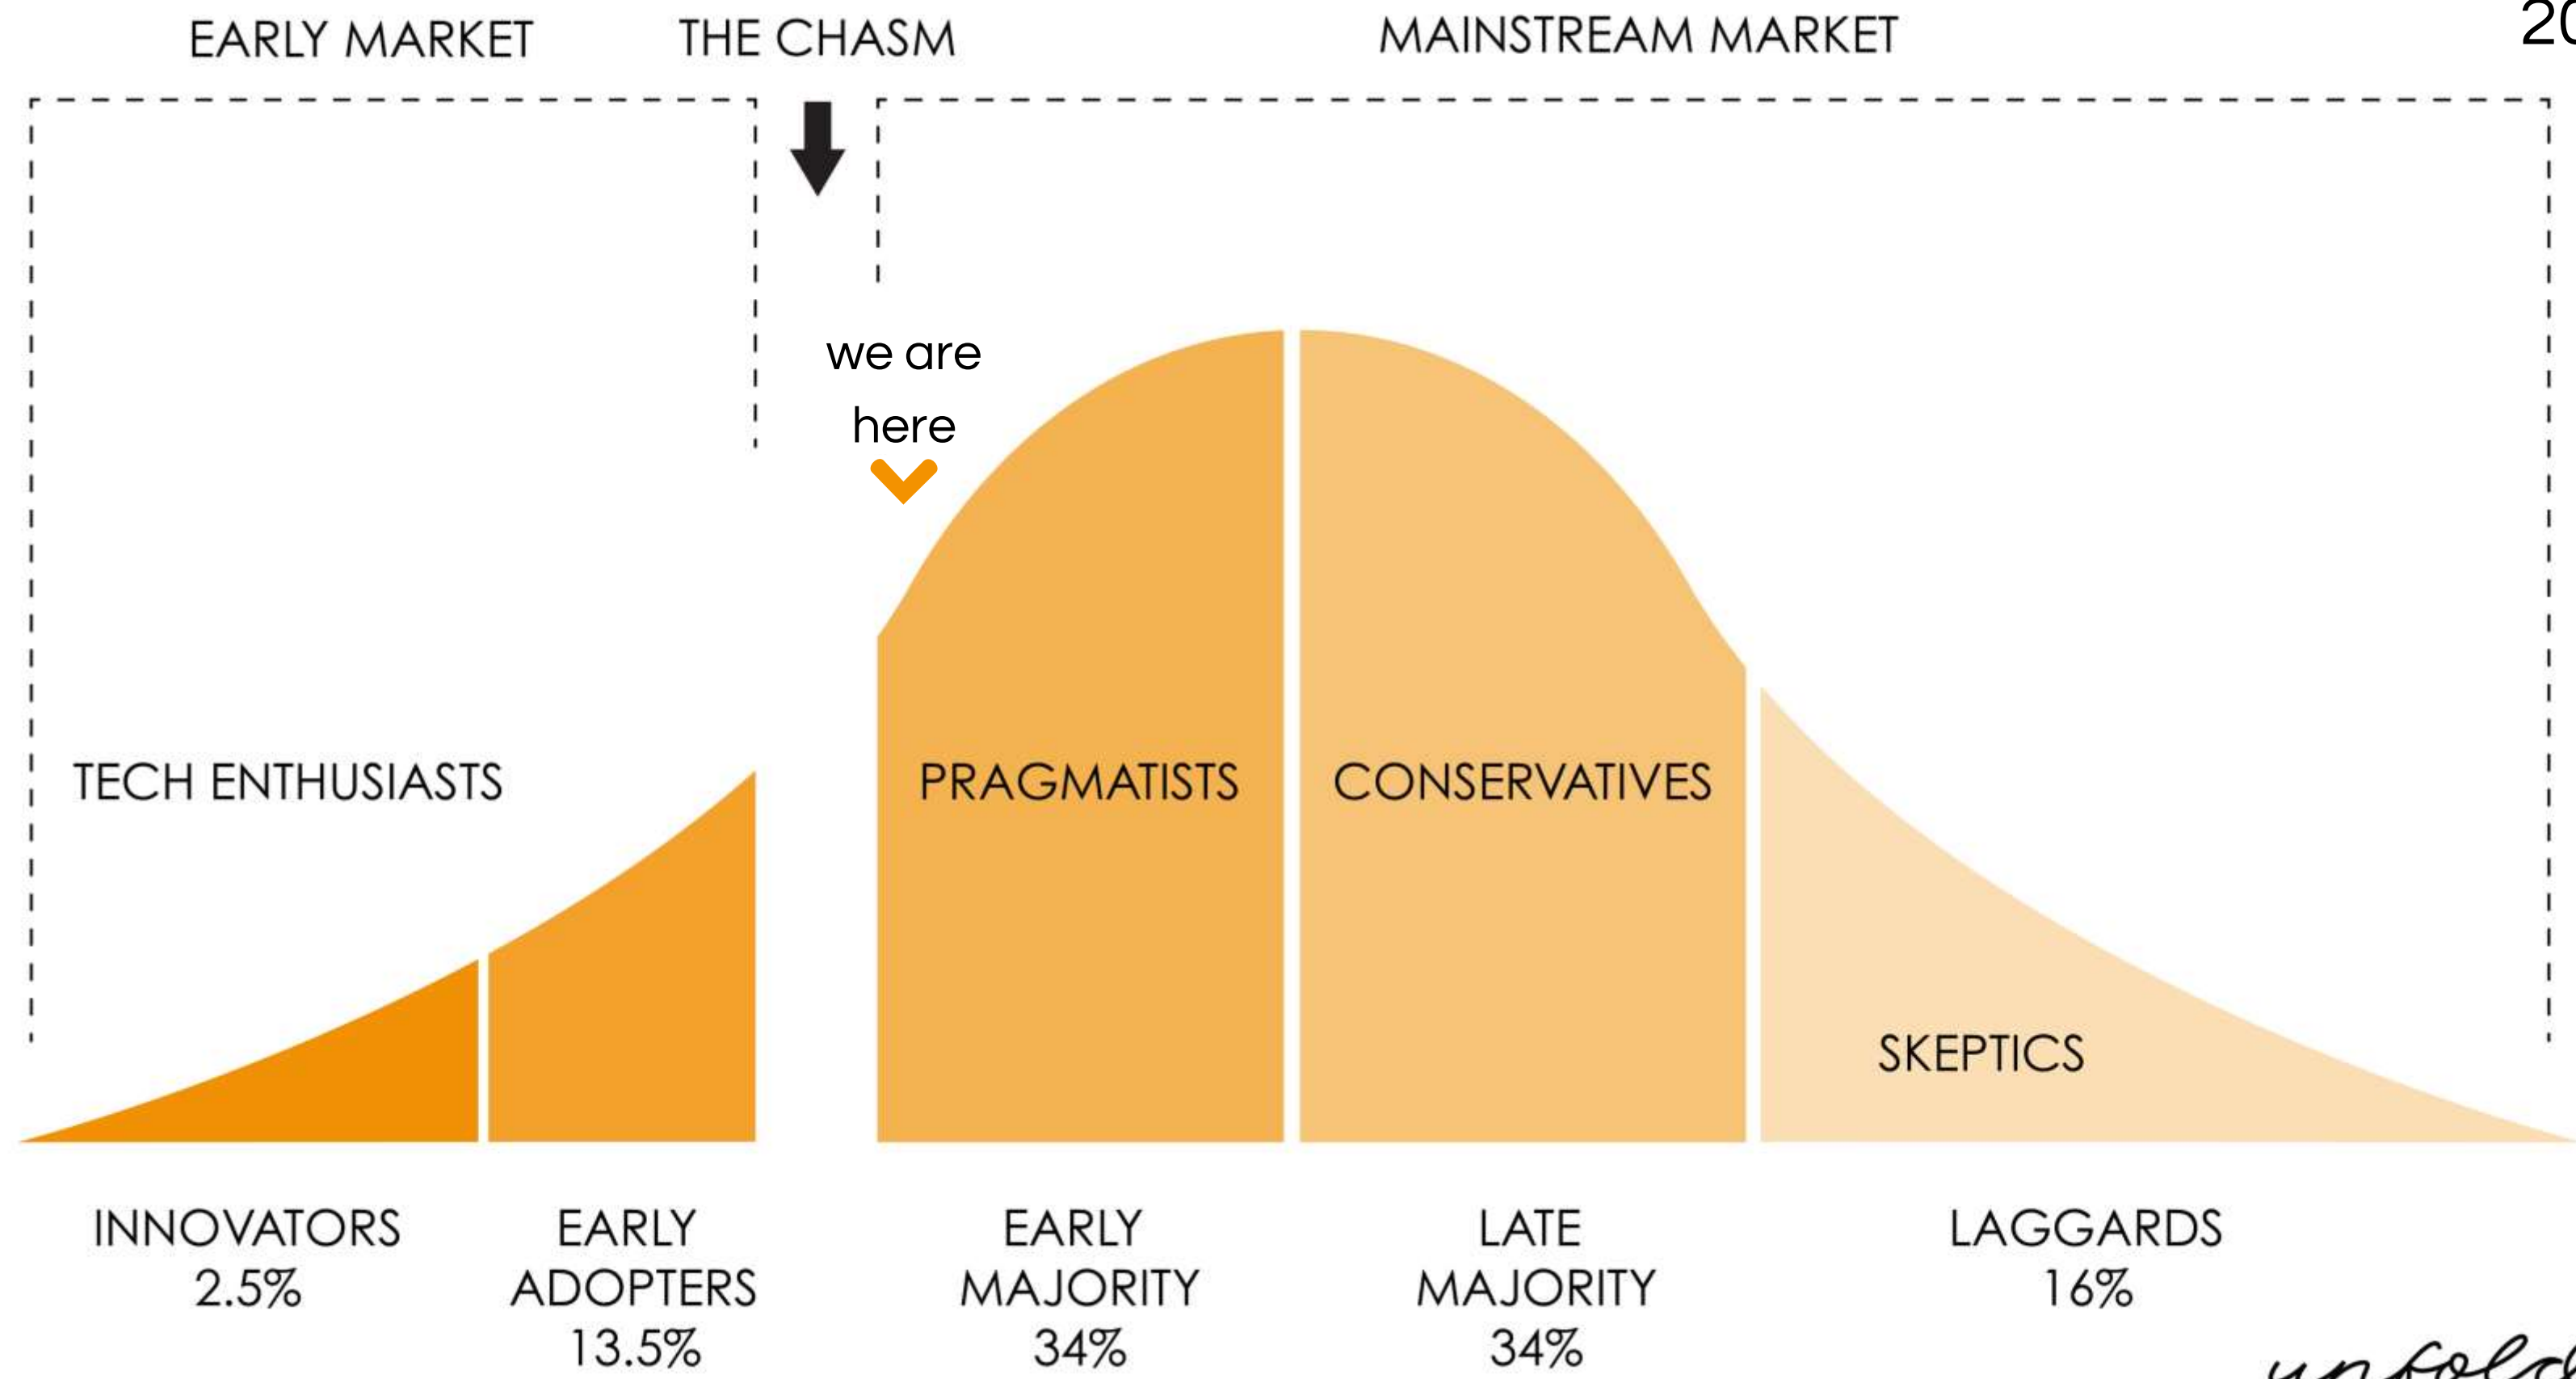 EARLY MARKET
THE CHASM
MAINSTREAM MARKET
20
we are
here
TECH ENTHUSIASTS
PRAGMATISTS
CONSERVATIVES
SKEPTICS
INNOVATORS
2.5%
EARLY
ADOPTERS
13.5%
EARLY
MAJORITY
34%
LATE
MAJORITY
34%
LAGGARDS
16%